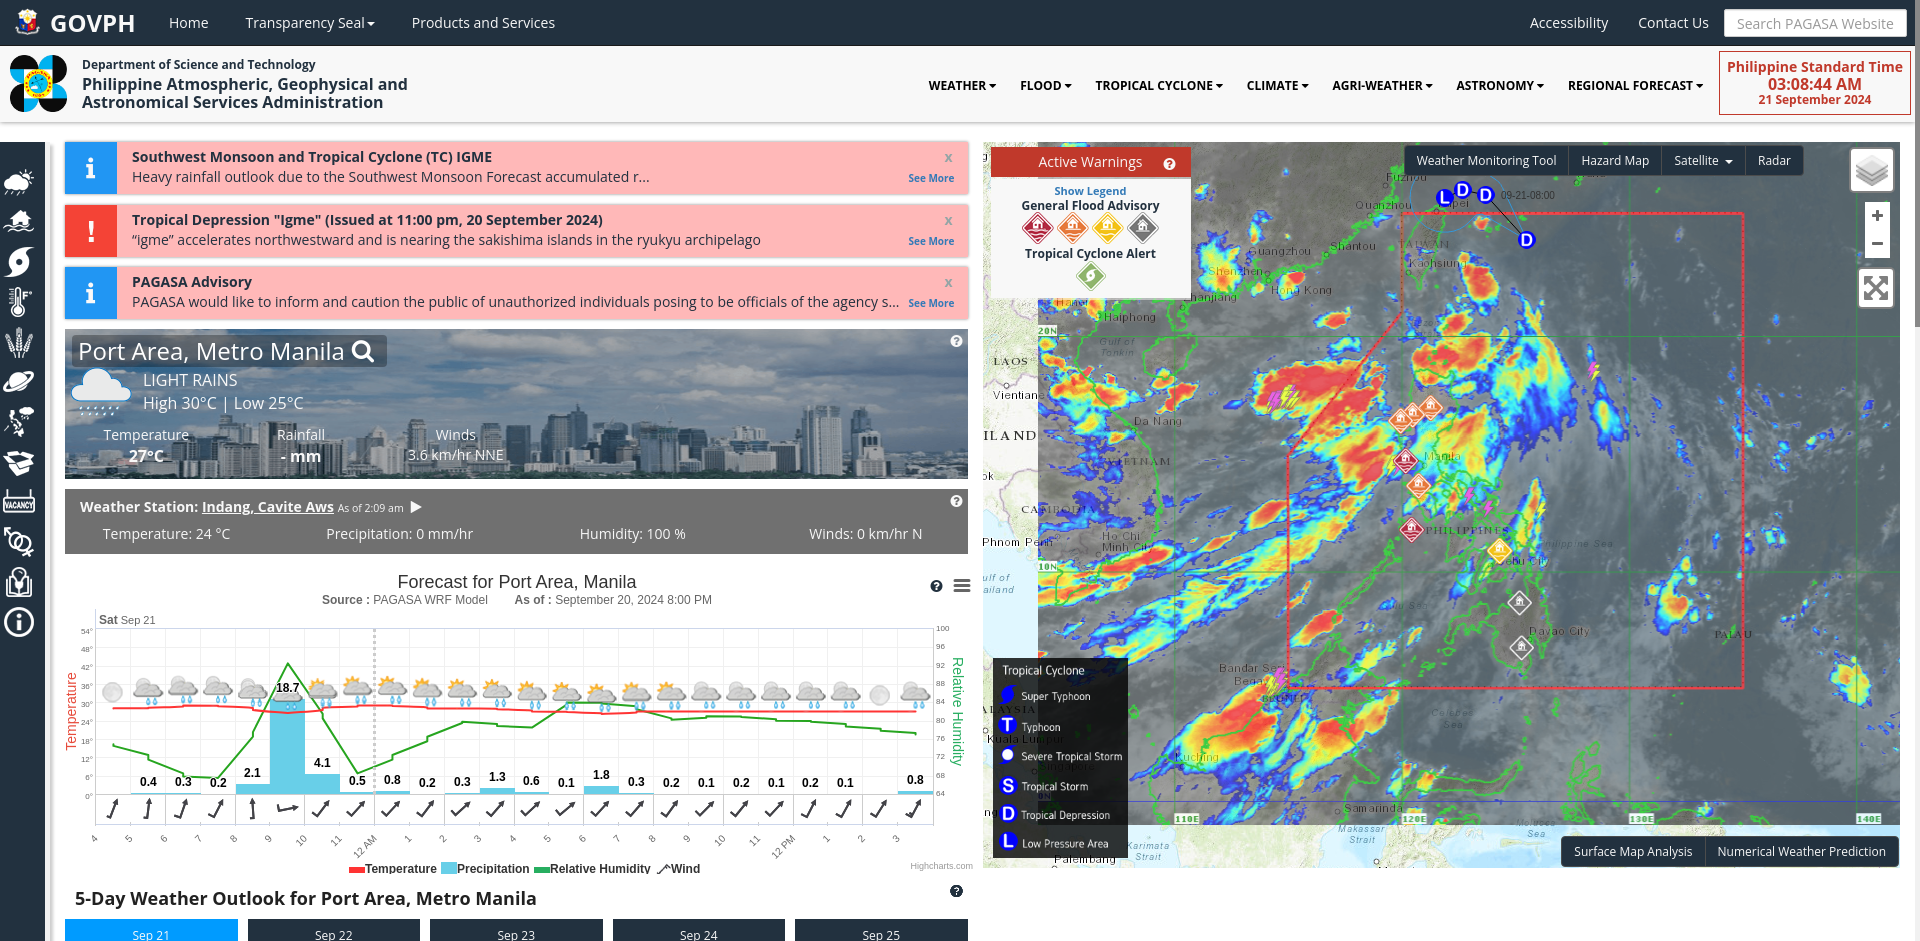 GOVPH
Home
Transparency Seal
Products and Services
Accessibility
Contact Us
Search PAGASA Website
Department of Science and Technology
Philippine Atmospheric, Geophysical and
Astronomical Services Administration
WEATHER
FLOOD
TROPICAL CYCLONE
CLIMATE
AGRI-WEATHER
ASTRONOMY
REGIONAL FORECAST
Philippine Standard Time
03:08:44 AM
21 September 2024
Southwest Monsoon and Tropical Cyclone (TC) IGME
x
Heavy rainfall outlook due to the Southwest Monsoon Forecast accumulated r...
See More
Tropical Depression "Igme" (Issued at 11:00 pm, 20 September 2024)
x
“igme” accelerates northwestward and is nearing the sakishima islands in the ryukyu archipelago
See More
PAGASA Advisory
x
PAGASA would like to inform and caution the public of unauthorized individuals posing to be officials of the agency s...
See More
VACANCY
Port Area, Metro Manila
LIGHT RAINS
High 30°C | Low 25°C
Temperature
27°C
Rainfall
- mm
Winds
3.6 km/hr NNE
Weather Station: Indang, Cavite Aws As of 2:09 am
Temperature: 24 °C
Precipitation: 0 mm/hr
Humidity: 100 %
Winds: 0 km/hr N
Forecast for Port Area, Manila
Source : PAGASA WRF Model As of : September 20, 2024 8:00 PM
Sat Sep 21
Temperature
54°
48°
42°
36°
30°
24°
18°
12°
6°
0°
100
96
92
88
84
80
76
72
68
64
Relative Humidity
0.4
0.3
0.2
2.1
18.7
4.1
0.5
0.8
0.2
0.3
1.3
0.6
0.1
1.8
0.3
0.2
0.1
0.2
0.1
0.2
0.1
0.8
4
5
6
7
8
9
10
11
12 AM
1
2
3
4
5
6
7
8
9
10
11
12 PM
1
2
3
Temperature
Precipitation
Relative Humidity
Wind
Highcharts.com
5-Day Weather Outlook for Port Area, Metro Manila
Sep 21
Sep 22
Sep 23
Sep 24
Sep 25
Active Warnings
Show Legend
General Flood Advisory
Tropical Cyclone Alert
Weather Monitoring Tool
Hazard Map
Satellite
Radar
+
−
L
D
D
09-21-08:00
D
Quanzhou
TAIWAN
Guangzhou
Shantou
Kaohsiung
Shenzhen
Hong Kong
Zhanjiang
Hanoi
Haiphong
20N
Gulf of
Tonkin
LAOS
Vientiane
Da Nang
ILAND
VIETNAM
Manila
CAMBODIA
PHILIPPINES
Phnom Penh
Ho Chi
Minh City
Philippine Sea
Cebu City
10N
ulf of
ailand
Sulu Sea
Davao City
PALAU
Bandar Seri
Begawan
BRUNEI
Celebes
Sea
Kuala Lumpur
Kuching
Samarinda
110E
120E
130E
140E
Makassar
Strait
Karimata
Strait
Palembang
Tropical Cyclone
Super Typhoon
T Typhoon
Severe Tropical Storm
S Tropical Storm
D Tropical Depression
L Low Pressure Area
Surface Map Analysis
Numerical Weather Prediction